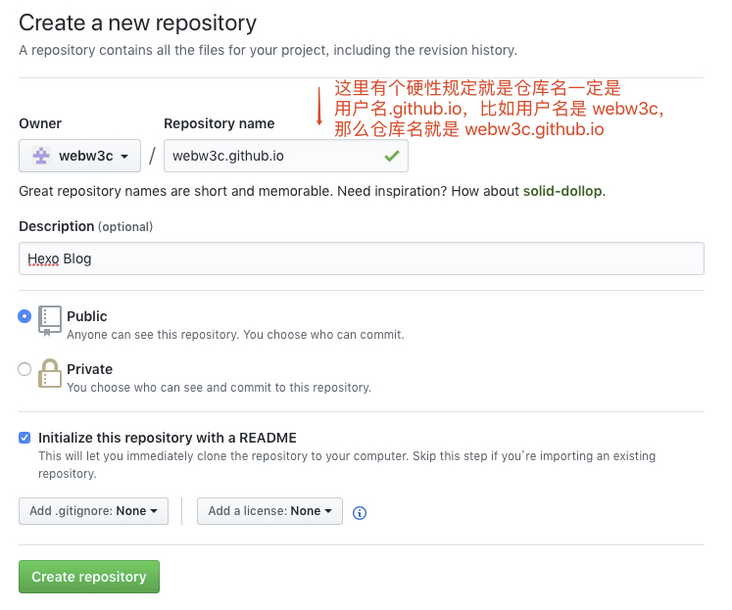 Create a new repository
A repository contains all the files for your project, including the revision history.
这里有个硬性规定就是仓库名一定是
用户名.github.io，比如用户名是 webw3c,
那么仓库名就是 webw3c.github.io
Owner
Repository name
webw3c / webw3c.github.io
Great repository names are short and memorable. Need inspiration? How about solid-dollop.
Description (optional)
Hexo Blog
Public
Anyone can see this repository. You choose who can commit.
Private
You choose who can see and commit to this repository.
Initialize this repository with a README
This will let you immediately clone the repository to your computer. Skip this step if you're importing an existing
repository.
Add .gitignore: None
Add a license: None
Create repository